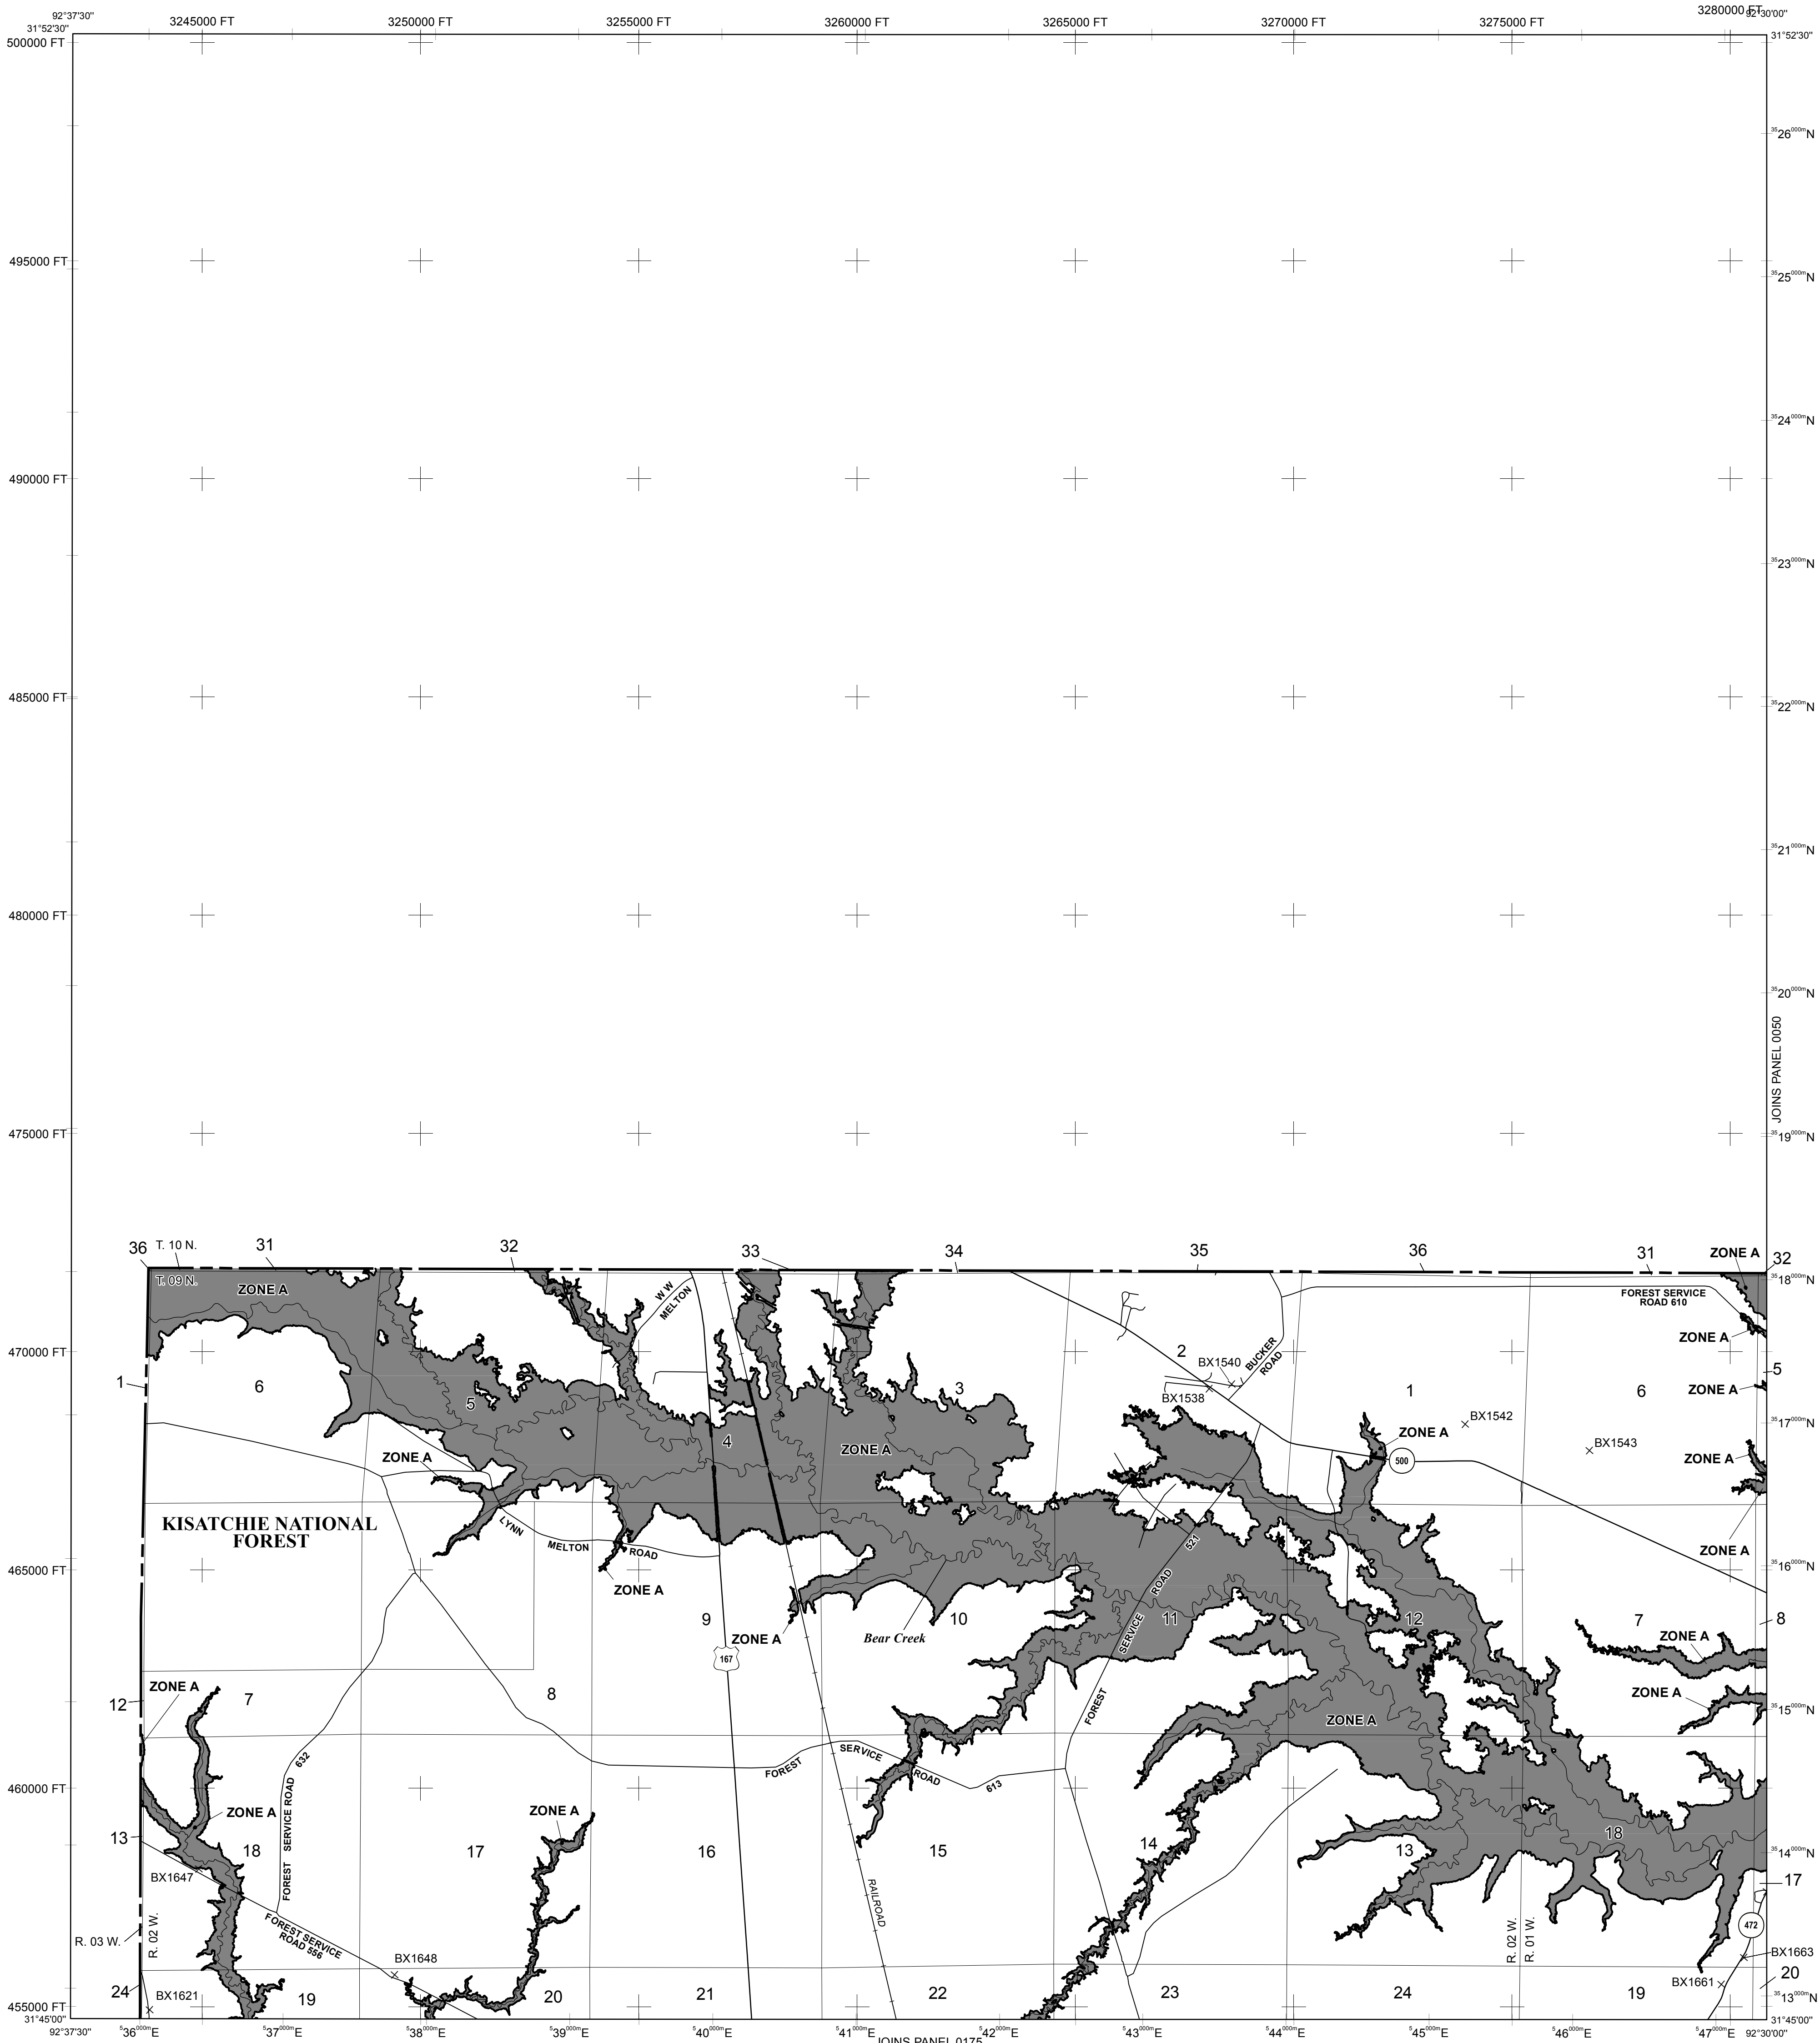 92°37'30"
31°52'30"
3245000 FT
3250000 FT
3255000 FT
3260000 FT
3265000 FT
3270000 FT
3275000 FT
3280000 FT
92°30'00"
31°52'30"
500000 FT
3526000mN
495000 FT
3525000mN
490000 FT
3524000mN
3523000mN
485000 FT
3522000mN
480000 FT
3521000mN
3520000mN
JOINS PANEL 0050
475000 FT
3519000mN
36
T. 10 N.
31
32
33
34
35
36
31
ZONE A
32
T. 09 N.
ZONE A
W W
MELTON
FOREST SERVICE
ROAD 610
3518000mN
ZONE A
470000 FT
2
BX1540
BUCKER
ROAD
1
6
5
BX1538
3
1
6
ZONE A
5
4
ZONE A
ZONE A
ZONE A
500
BX1542
BX1543
3517000mN
ZONE A
KISATCHIE NATIONAL
FOREST
LYNN
MELTON
ROAD
521
ZONE A
465000 FT
ZONE A
3516000mN
9
10
11
12
7
8
ZONE A
Bear Creek
167
SERVICE
ROAD
FOREST
ZONE A
ZONE A
12
7
8
ZONE A
ZONE A
3515000mN
632
FOREST
SERVICE
ROAD
613
460000 FT
ZONE A
ZONE A
13
18
17
16
15
14
13
18
3514000mN
17
BX1647
FOREST SERVICE ROAD
RAILROAD
472
R. 03 W.
R. 02 W.
FOREST SERVICE
ROAD 556
BX1648
R. 02 W.
R. 01 W.
BX1663
BX1661
24
BX1621
19
20
21
22
23
24
19
20
3513000mN
455000 FT
31°45'00"
92°37'30"
536000mE
537000mE
538000mE
539000mE
540000mE
541000mE
542000mE
543000mE
544000mE
545000mE
546000mE
547000mE
31°45'00"
92°30'00"
JOINS PANEL 0175